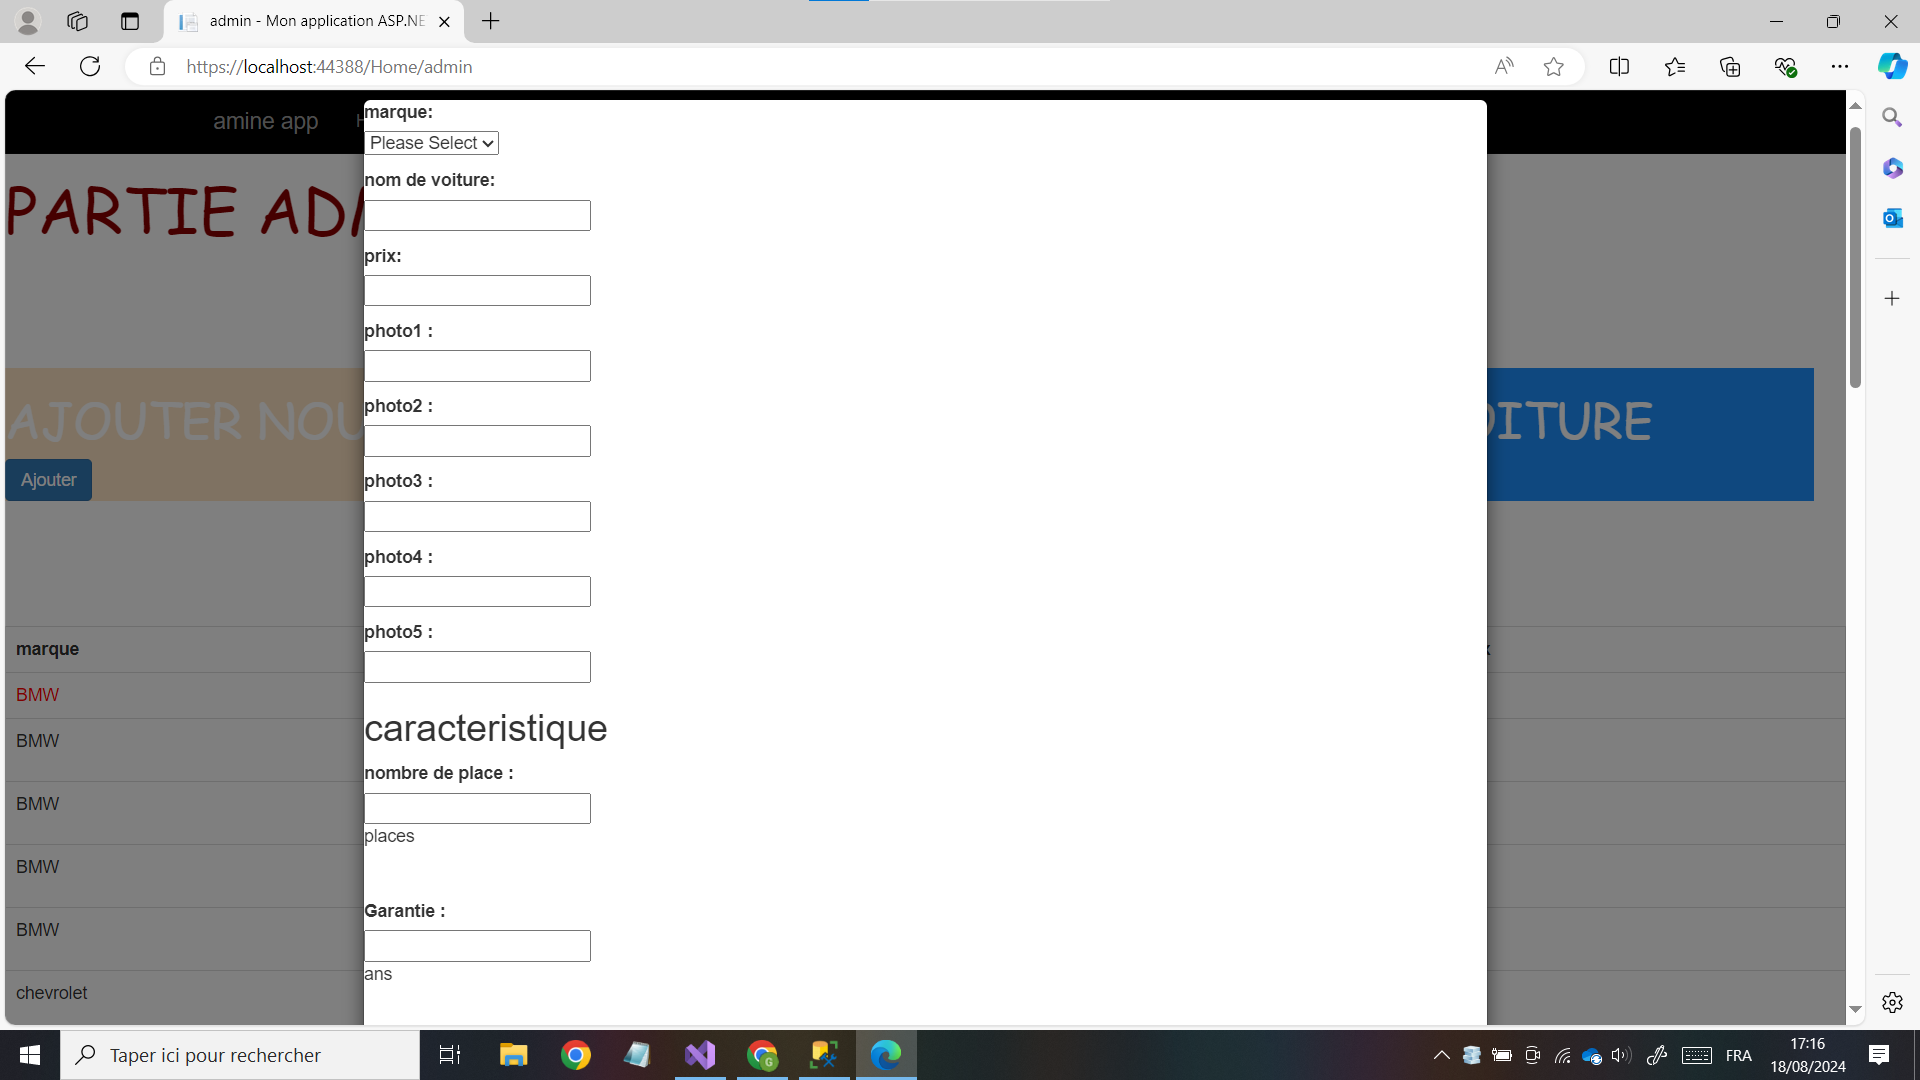 admin - Mon application ASP.NE
https://localhost:44388/Home/admin
amine app
marque:
Please Select
PARTIE AD
nom de voiture:
prix:
photo1 :
photo2 :
AJOUTER NOU
OITURE
Ajouter
photo3 :
photo4 :
photo5 :
marque
BMW
caracteristique
BMW
nombre de place :
BMW
places
BMW
Garantie :
BMW
ans
chevrolet
Taper ici pour rechercher
FRA
17:16
18/08/2024